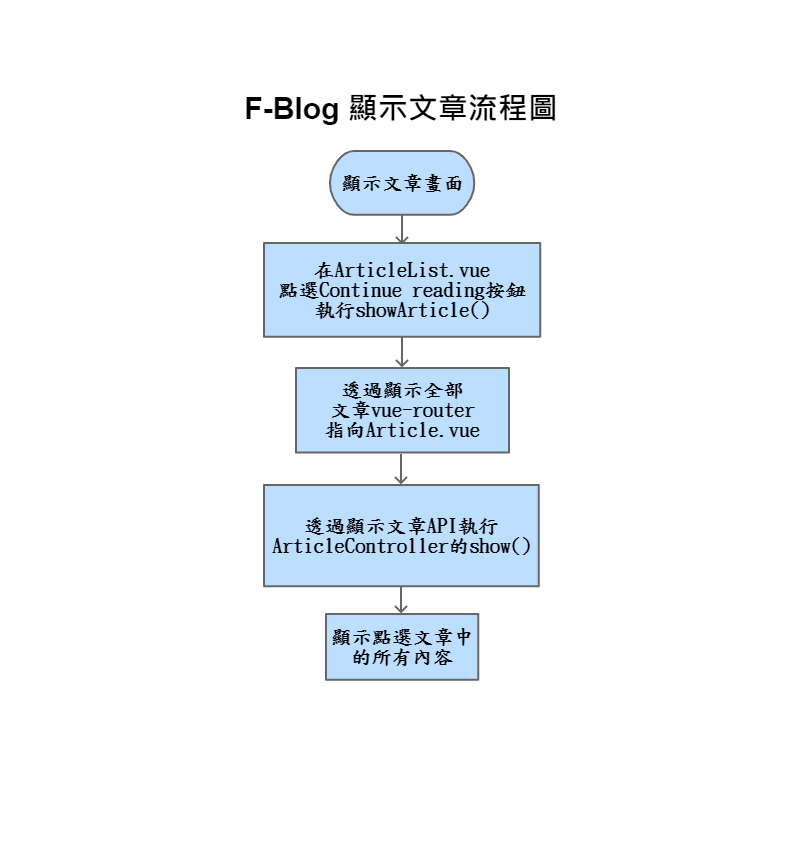 F-Blog 顯示文章流程圖
顯示文章畫面
在ArticleList.vue
點選Continue reading按鈕
執行showArticle()
透過顯示全部
文章vue-router
指向Article.vue
透過顯示文章API執行
ArticleController的show()
顯示點選文章中
的所有內容